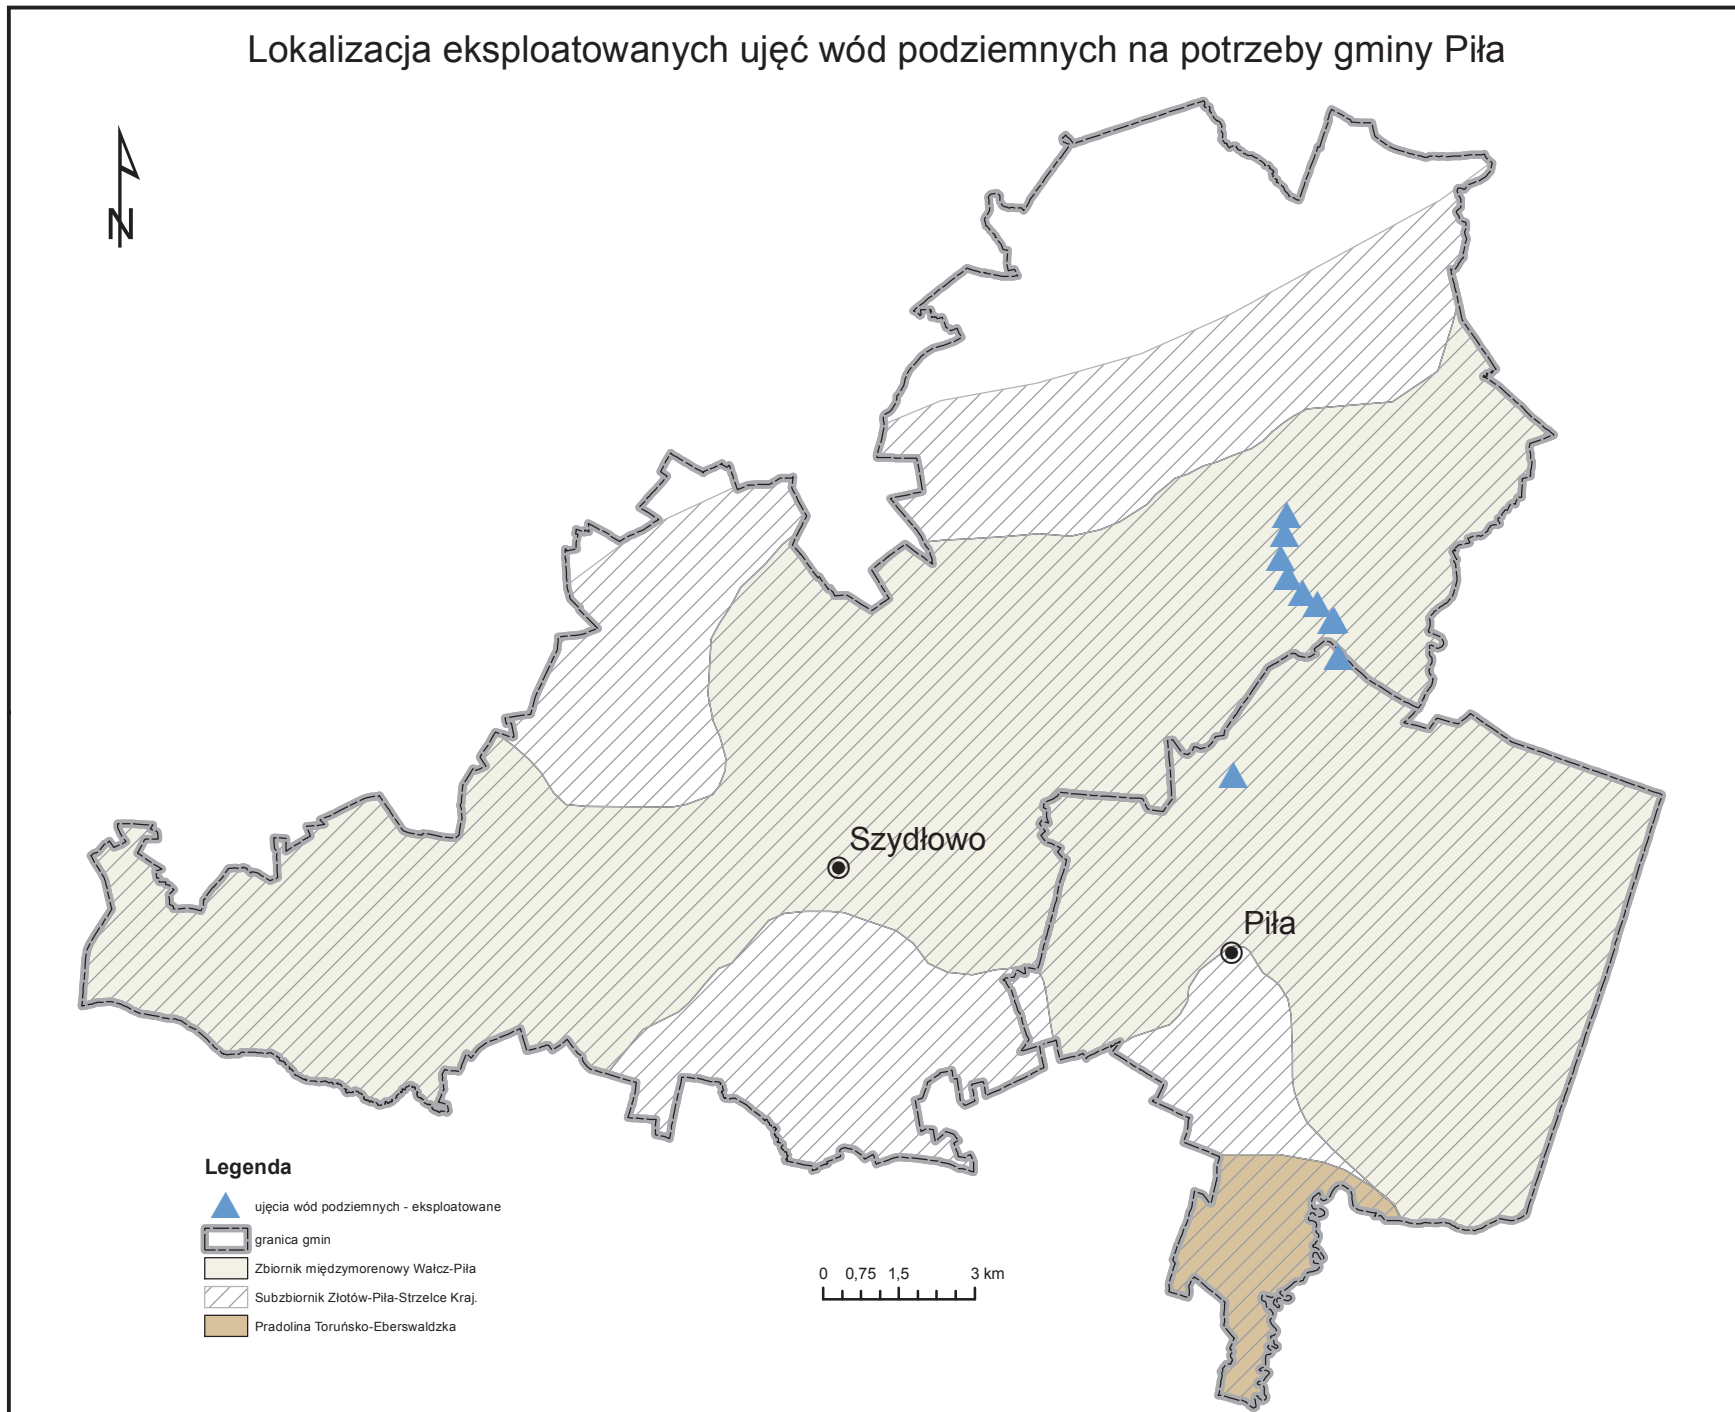 Lokalizacja eksploatowanych ujęć wód podziemnych na potrzeby gminy Piła
N
Szydłowo
Piła
Legenda
ujęcia wód podziemnych - eksploatowane
granica gmin
Zbiornik międzymorenowy Wałcz-Piła
Subzbiornik Złotów-Piła-Strzelce Kraj.
Pradolina Toruńsko-Eberswaldzka
0 0,75 1,5 3 km